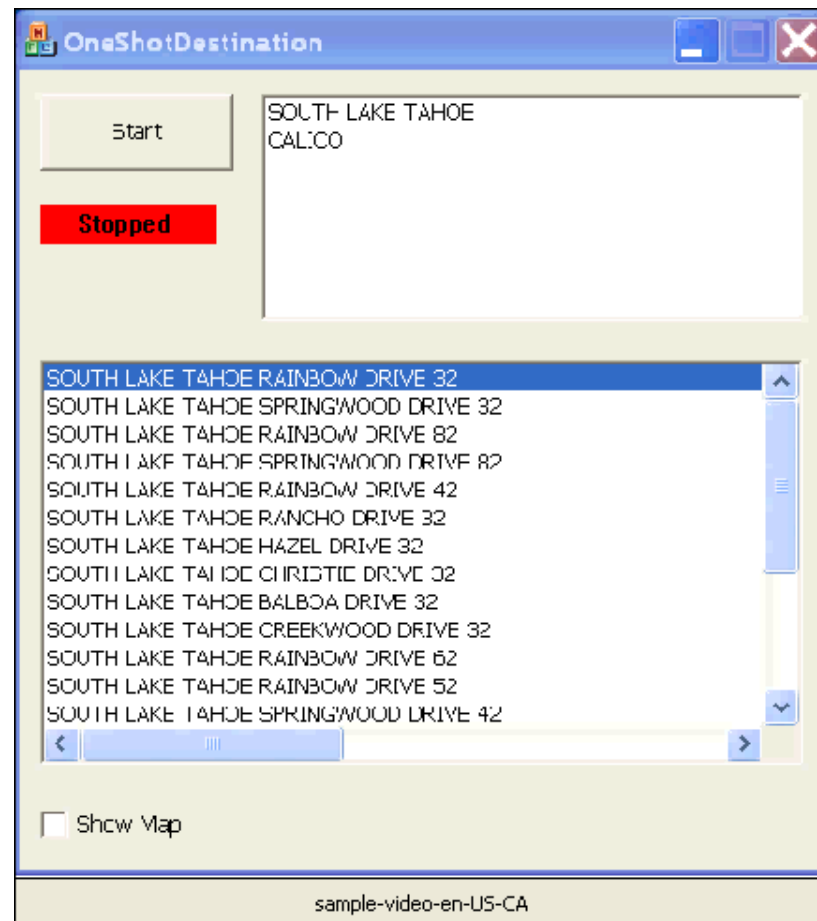 OneShotDestination
Start
SOUTH LAKE TAHOE
CALICO
Stopped
SOUTH LAKE TAHOE RAINBOW DRIVE 32
SOUTH LAKE TAHOE SPRINGWOOD DRIVE 32
SOUTH LAKE TAHOE RAINBOW DRIVE 82
SOUTH LAKE TAHOE SPRINGWOOD DRIVE 82
SOUTH LAKE TAHOE RAINBOW DRIVE 42
SOUTH LAKE TAHOE RANCHO DRIVE 32
SOUTH LAKE TAHOE HAZEL DRIVE 32
SOUTH LAKE TAHOE CHRISTIE DRIVE 32
SOUTH LAKE TAHOE BALBOA DRIVE 32
SOUTH LAKE TAHOE CREEKWOOD DRIVE 32
SOUTH LAKE TAHOE RAINBOW DRIVE 62
SOUTH LAKE TAHOE RAINBOW DRIVE 52
SOUTH LAKE TAHOE SPRINGWOOD DRIVE 42
Show Map
sample-video-en-US-CA